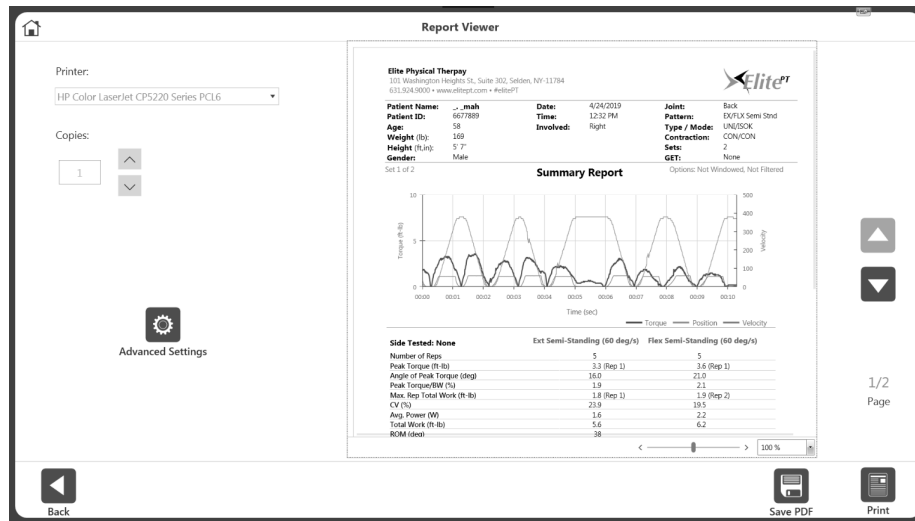 Report Viewer
Printer:
HP Color LaserJet CP5220 Series PCL6
Copies:
1
Advanced Settings
Elite Physical Therpay
101 Washington Heights St., Suite 302, Selden, NY-11784
631.924.9000 • www.elitept.com • #elitePT
Elite PT
Patient Name: _, _mah Date: 4/24/2019 Joint: Back
Patient ID: 6677889 Time: 12:32 PM Pattern: EX/FLX Semi Stnd
Age: 58 Involved: Right Type / Mode: UNI/ISOK
Weight (lb): 169 Contraction: CON/CON
Height (ft,in): 5' 7" Sets: 2
Gender: Male GET: None
Set 1 of 2 Summary Report Options: Not Windowed, Not Filtered
10 500
400
300
5
200
100
0 0
Torque (ft-lb)
Velocity
00:00 00:01 00:02 00:03 00:04 00:05 00:06 00:07 00:08 00:09 00:10
Time (sec)
Torque Position Velocity
Side Tested: None Ext Semi-Standing (60 deg/s) Flex Semi-Standing (60 deg/s)
Number of Reps 5 5
Peak Torque (ft-lb) 3.3 (Rep 1) 3.6 (Rep 1)
Angle of Peak Torque (deg) 16.0 21.0
Peak Torque/BW (%) 1.9 2.1
Max. Rep Total Work (ft-lb) 1.8 (Rep 1) 1.9 (Rep 2)
CV (%) 23.9 19.5
Avg. Power (W) 1.6 2.2
Total Work (ft-lb) 5.6 6.2
ROM (deg) 38
100 %
1/2
Page
Back
Save PDF
Print